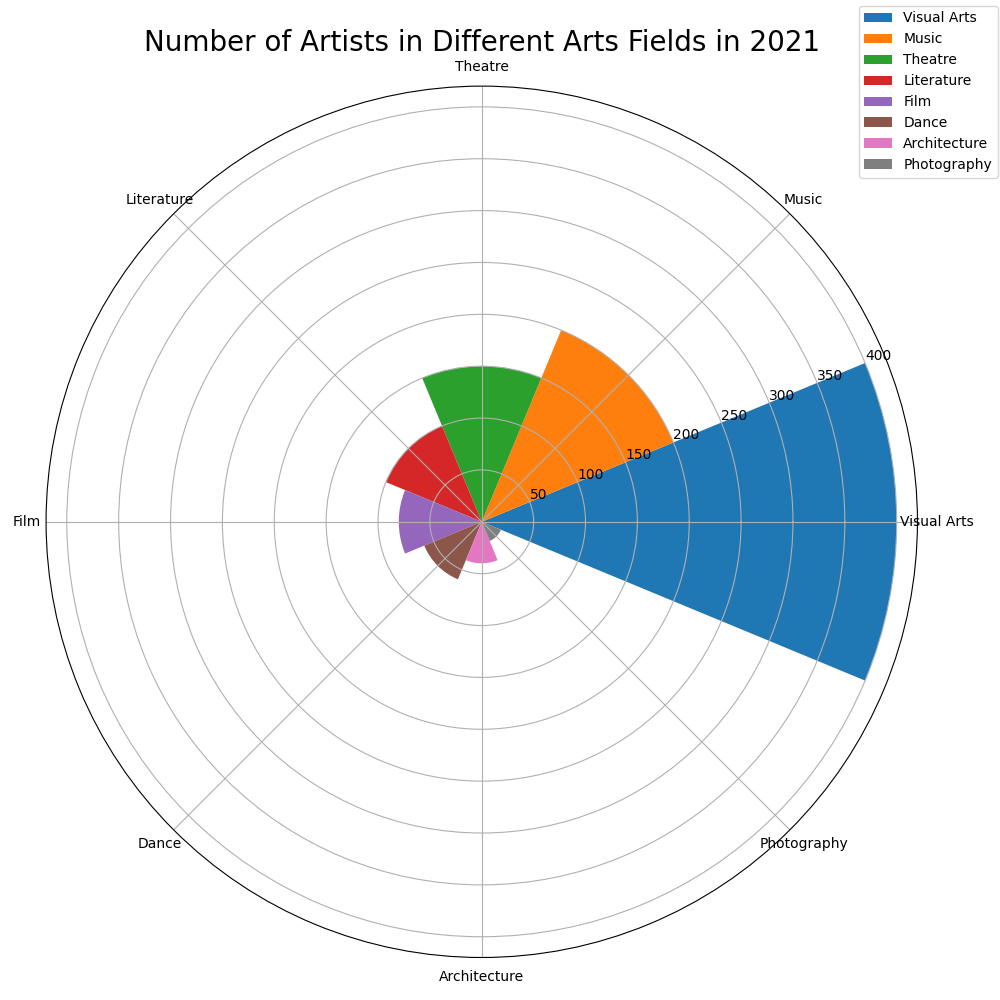 Number of Artists in Different Arts Fields in 2021
Visual Arts
Music
Theatre
Literature
Film
Dance
Architecture
Photography
Theatre
Literature
Music
400
350
300
250
200
150
100
50
Film
Visual Arts
Dance
Photography
Architecture